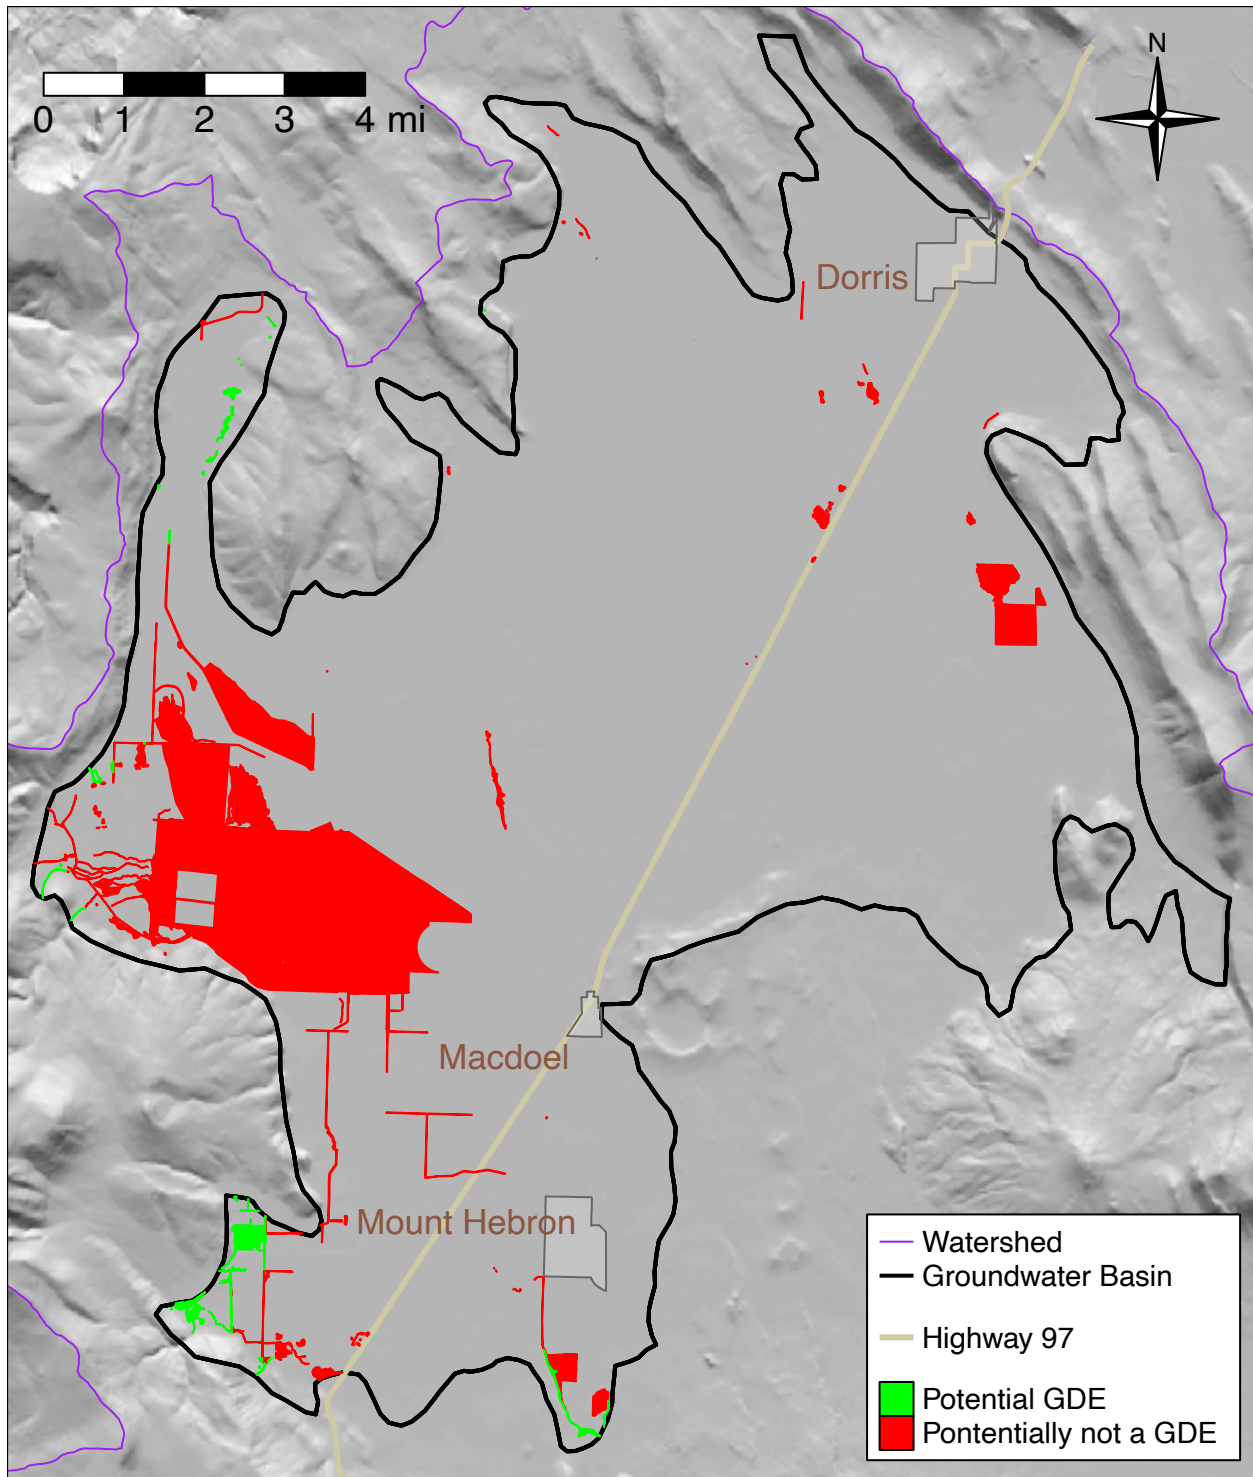 N
0 1 2 3 4 mi
Dorris
Macdoel
Mount Hebron
Watershed
Groundwater Basin
Highway 97
Potential GDE
Pontentially not a GDE